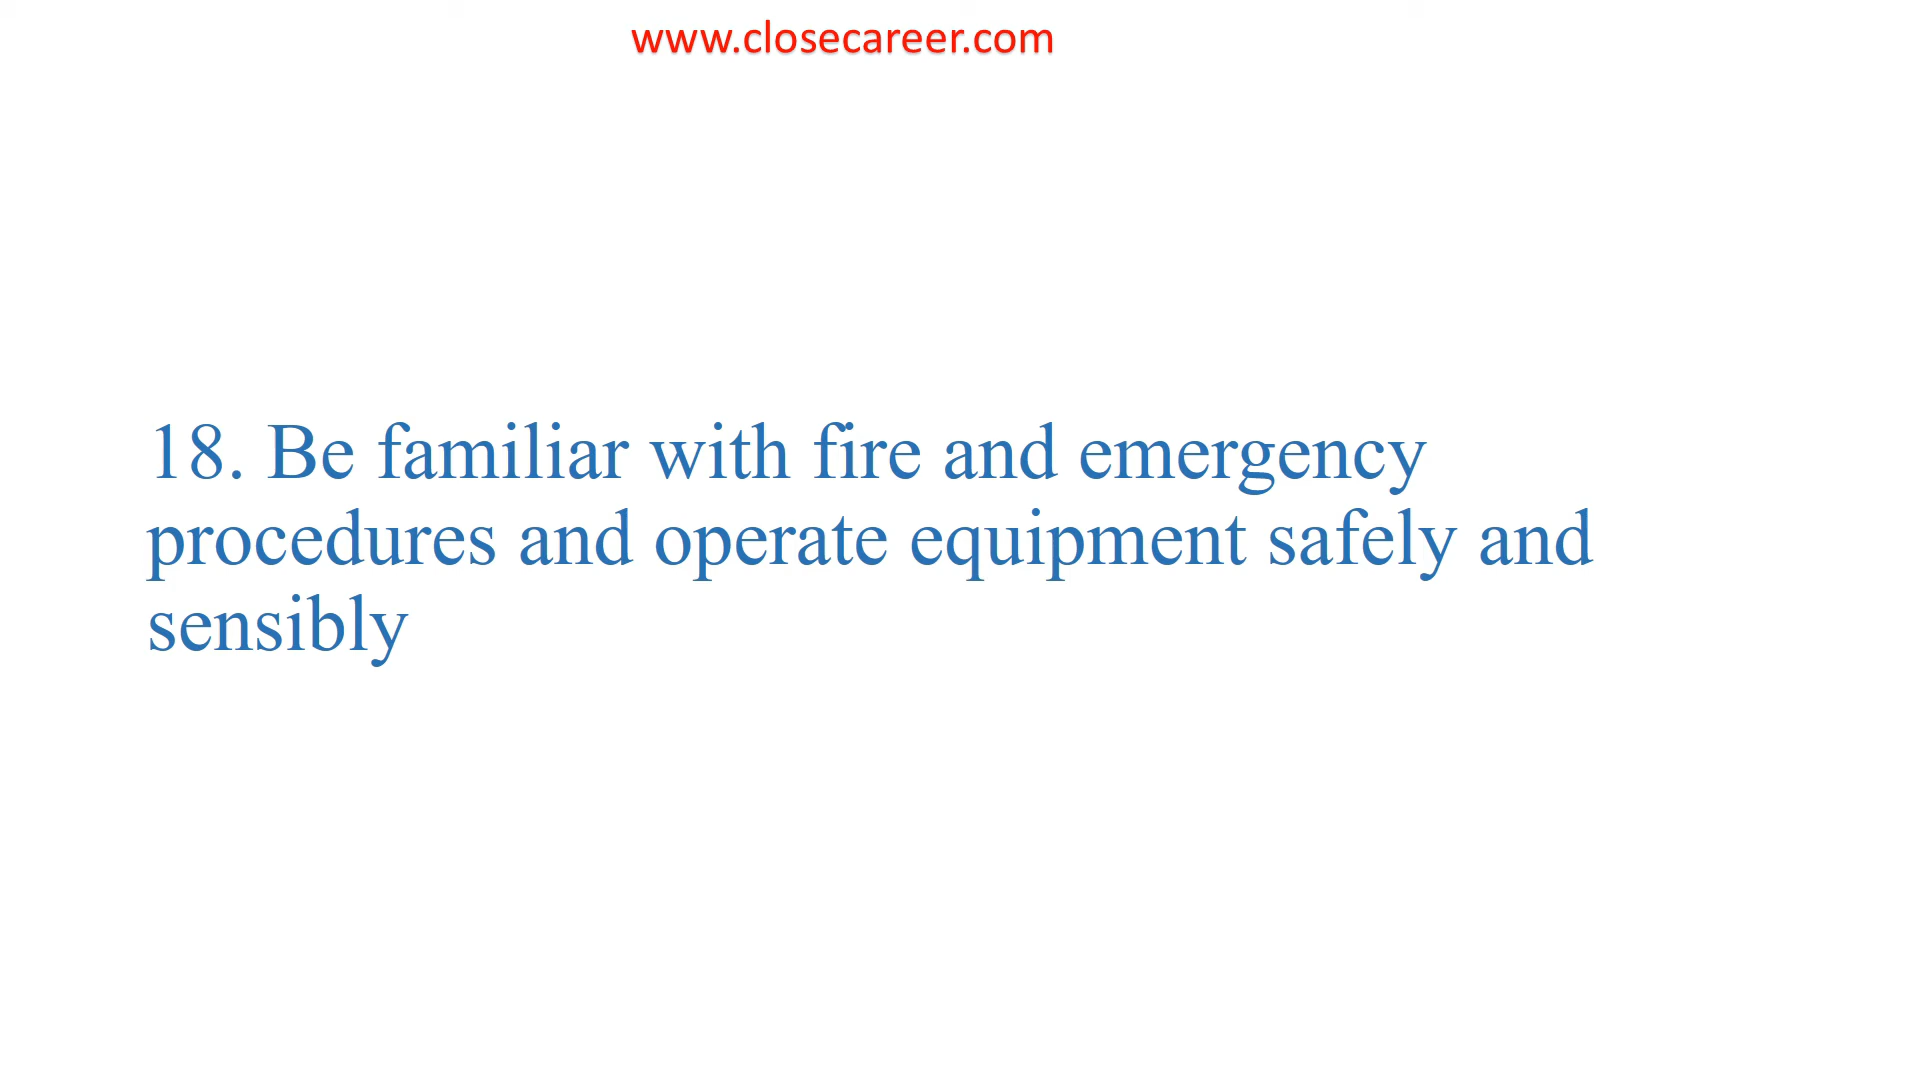 www.closecareer.com
18. Be familiar with fire and emergency
procedures and operate equipment safely and
sensibly